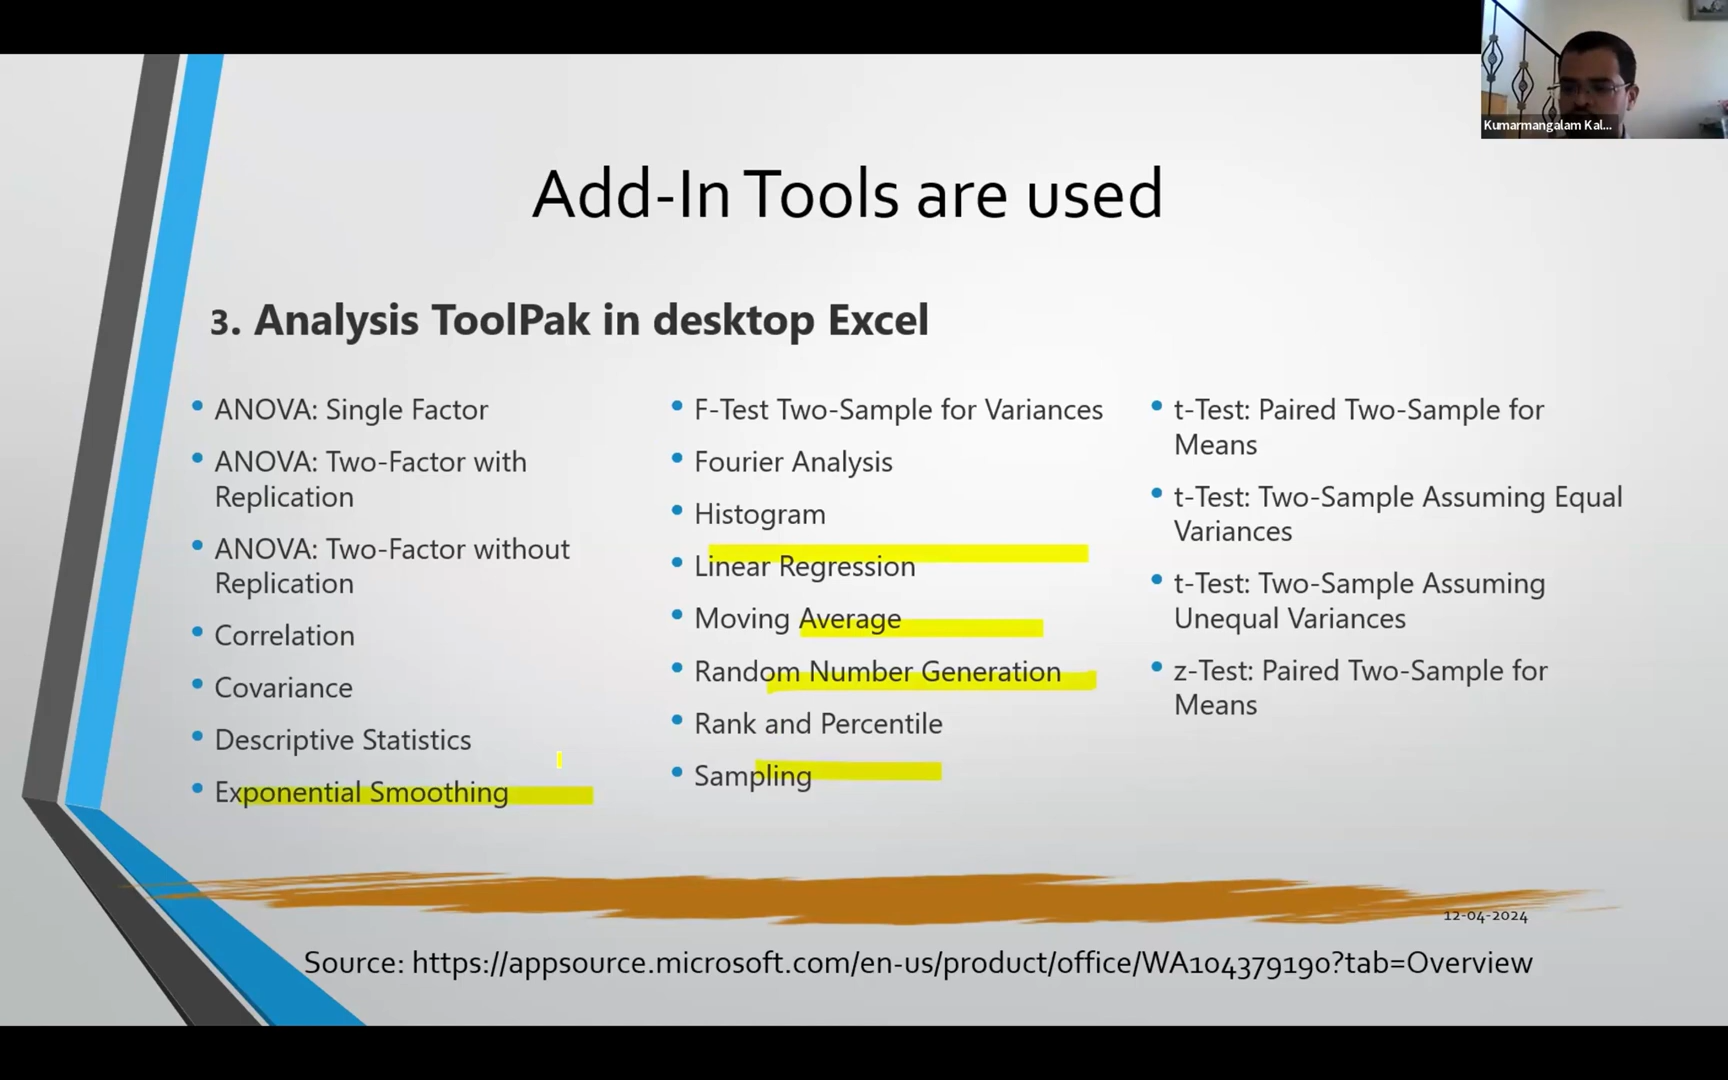 Kumarmangalam Kal...
Add-In Tools are used
3. Analysis ToolPak in desktop Excel
• ANOVA: Single Factor
• ANOVA: Two-Factor with
Replication
• ANOVA: Two-Factor without
Replication
• Correlation
• Covariance
• Descriptive Statistics
• Exponential Smoothing
• F-Test Two-Sample for Variances
• Fourier Analysis
• Histogram
• Linear Regression
• Moving Average
• Random Number Generation
• Rank and Percentile
• Sampling
• t-Test: Paired Two-Sample for
Means
• t-Test: Two-Sample Assuming Equal
Variances
• t-Test: Two-Sample Assuming
Unequal Variances
• z-Test: Paired Two-Sample for
Means
12-04-2024
Source: https://appsource.microsoft.com/en-us/product/office/WA104379190?tab=Overview